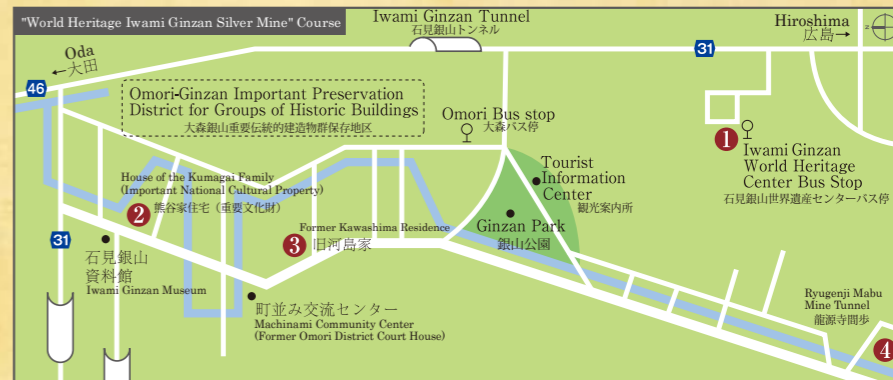 "World Heritage Iwami Ginzan Silver Mine" Course
Iwami Ginzan Tunnel
石見銀山トンネル
Hiroshima
広島→
z
31
Oda
←大田
46
Omori-Ginzan Important Preservation
District for Groups of Historic Buildings
大森銀山重要伝統的建造物群保存地区
Omori Bus stop
大森バス停
1
Iwami Ginzan
World Heritage
Center Bus Stop
石見銀山世界遺産センターバス停
Tourist
Information
Center
観光案内所
House of the Kumagai Family
(Important National Cultural Property)
2 熊谷家住宅（重要文化財）
Ginzan Park
銀山公園
Former Kawashima Residence
3 旧河島家
31
石見銀山
資料館
Iwami Ginzan Museum
町並み交流センター
Machinami Community Center
(Former Omori District Court House)
Ryugenji Mabu
Mine Tunnel
龍源寺間歩
4